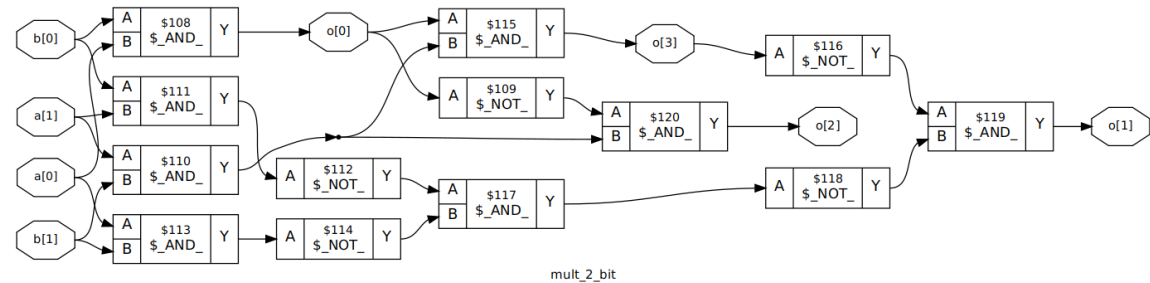 b[0]
a[1]
a[0]
b[1]
A
B
$108
$_AND_
Y
A
B
$111
$_AND_
Y
A
B
$110
$_AND_
Y
A
B
$113
$_AND_
Y
o[0]
A
$112
$_NOT_
Y
A
$114
$_NOT_
Y
A
B
$115
$_AND_
Y
A
$109
$_NOT_
Y
A
B
$117
$_AND_
Y
o[3]
A
B
$120
$_AND_
Y
A
$116
$_NOT_
Y
o[2]
A
$118
$_NOT_
Y
A
B
$119
$_AND_
Y
o[1]
mult_2_bit